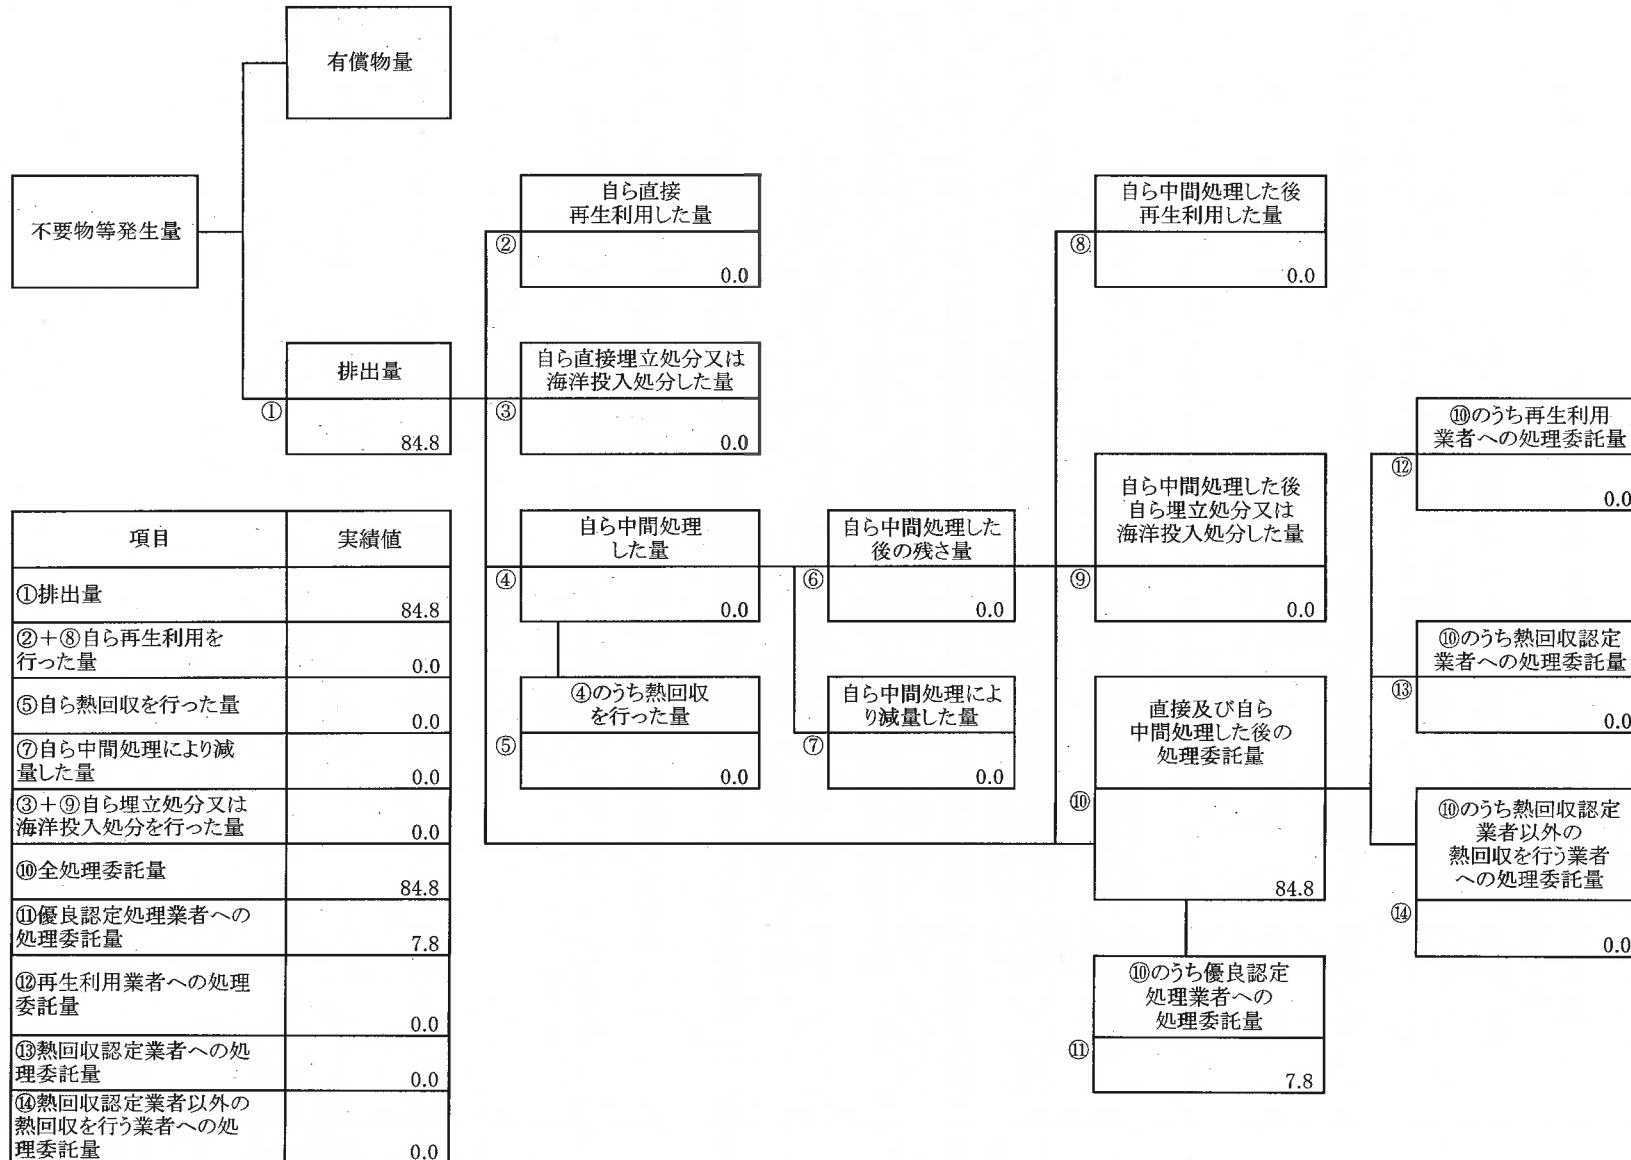 有償物量
不要物等発生量
排出量
①
84.8
自ら直接
再生利用した量
②
0.0
自ら直接埋立処分又は
海洋投入処分した量
③
0.0
自ら中間処理
した量
④
0.0
④のうち熱回収
を行った量
⑤
0.0
自ら中間処理した
後の残さ量
⑥
0.0
自ら中間処理によ
り減量した量
⑦
0.0
自ら中間処理した後
再生利用した量
⑧
0.0
自ら中間処理した後
自ら埋立処分又は
海洋投入処分した量
⑨
0.0
直接及び自ら
中間処理した後の
処理委託量
⑩
84.8
⑩のうち優良認定
処理業者への
処理委託量
⑪
7.8
⑩のうち再生利用
業者への処理委託量
⑫
0.0
⑩のうち熱回収認定
業者への処理委託量
⑬
0.0
⑩のうち熱回収認定
業者以外の
熱回収を行う業者
への処理委託量
⑭
0.0
項目 実績値
①排出量
84.8
②+⑧自ら再生利用を
行った量
0.0
⑤自ら熱回収を行った量
0.0
⑦自ら中間処理により減
量した量
0.0
③+⑨自ら埋立処分又は
海洋投入処分を行った量
0.0
⑩全処理委託量
84.8
⑪優良認定処理業者への
処理委託量
7.8
⑫再生利用業者への処理
委託量
0.0
⑬熱回収認定業者への処
理委託量
0.0
⑭熱回収認定業者以外の
熱回収を行う業者への処
理委託量
0.0